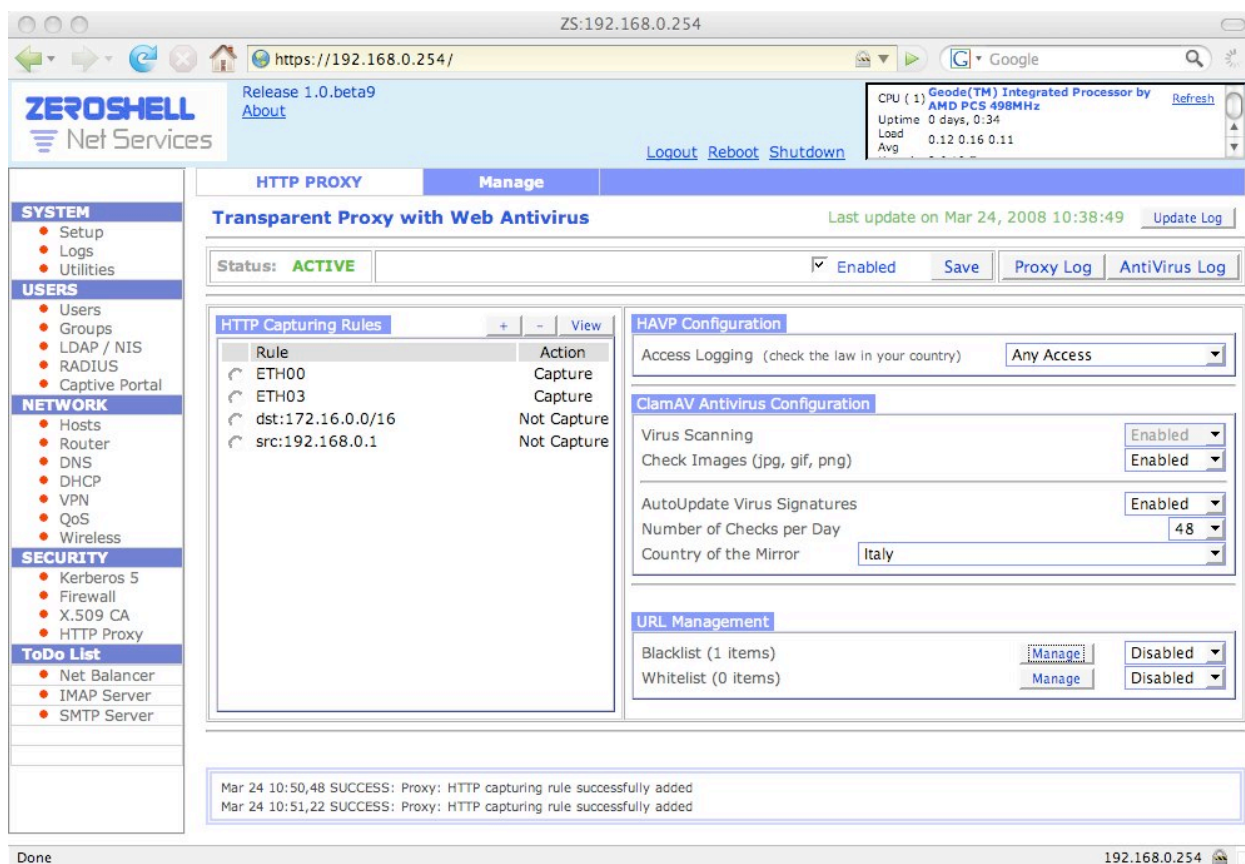 ZS:192.168.0.254
https://192.168.0.254/
G Google
ZEROSHELL
Net Services
Release 1.0.beta9
About
Logout Reboot Shutdown
CPU ( 1) Geode(TM) Integrated Processor by AMD PCS 498MHz
Refresh
Uptime 0 days, 0:34
Load Avg 0.12 0.16 0.11
HTTP PROXY Manage
Transparent Proxy with Web Antivirus
Last update on Mar 24, 2008 10:38:49 Update Log
Status: ACTIVE
Enabled Save Proxy Log AntiVirus Log
SYSTEM
Setup
Logs
Utilities
USERS
Users
Groups
LDAP / NIS
RADIUS
Captive Portal
NETWORK
Hosts
Router
DNS
DHCP
VPN
QoS
Wireless
SECURITY
Kerberos 5
Firewall
X.509 CA
HTTP Proxy
ToDo List
Net Balancer
IMAP Server
SMTP Server
HTTP Capturing Rules + - View
Rule Action
ETH00 Capture
ETH03 Capture
dst:172.16.0.0/16 Not Capture
src:192.168.0.1 Not Capture
HAVP Configuration
Access Logging (check the law in your country) Any Access
ClamAV Antivirus Configuration
Virus Scanning Enabled
Check Images (jpg, gif, png) Enabled
AutoUpdate Virus Signatures Enabled
Number of Checks per Day 48
Country of the Mirror Italy
URL Management
Blacklist (1 items) Manage Disabled
Whitelist (0 items) Manage Disabled
Mar 24 10:50,48 SUCCESS: Proxy: HTTP capturing rule successfully added
Mar 24 10:51,22 SUCCESS: Proxy: HTTP capturing rule successfully added
Done 192.168.0.254